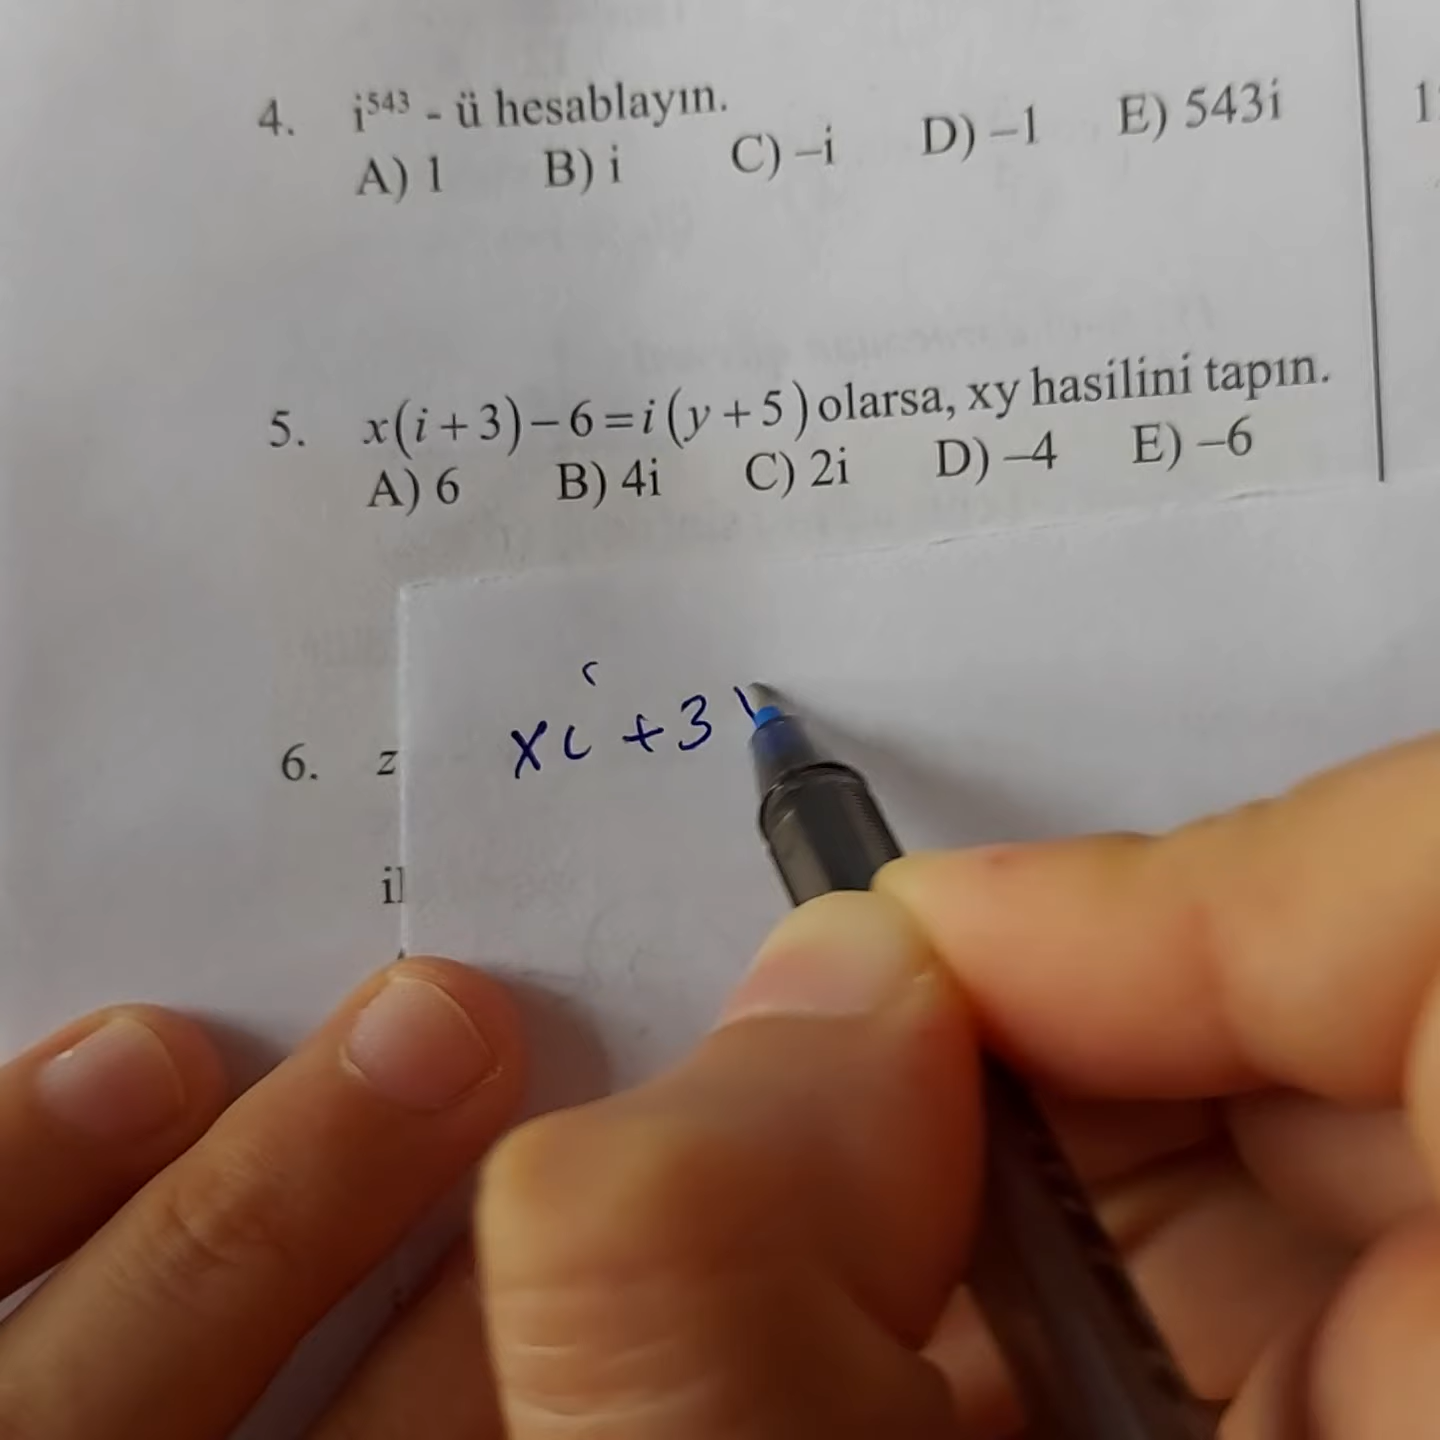 4. i⁵⁴³ - ü hesablayın.
A) 1 B) i C) –i D) –1 E) 543i
5. x(i+3)−6=i(y+5) olarsa, xy hasilini tapın.
A) 6 B) 4i C) 2i D) –4 E) –6
xi +3
6. z